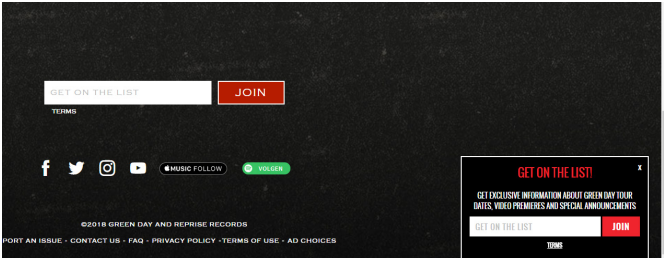 GET ON THE LIST JOIN
TERMS
MUSIC FOLLOW VOLGEN
©2018 GREEN DAY AND REPRISE RECORDS
PORT AN ISSUE - CONTACT US - FAQ - PRIVACY POLICY -TERMS OF USE - AD CHOICES
GET ON THE LIST! X
GET EXCLUSIVE INFORMATION ABOUT GREEN DAY TOUR
DATES, VIDEO PREMIERES AND SPECIAL ANNOUNCEMENTS
GET ON THE LIST JOIN
TERMS